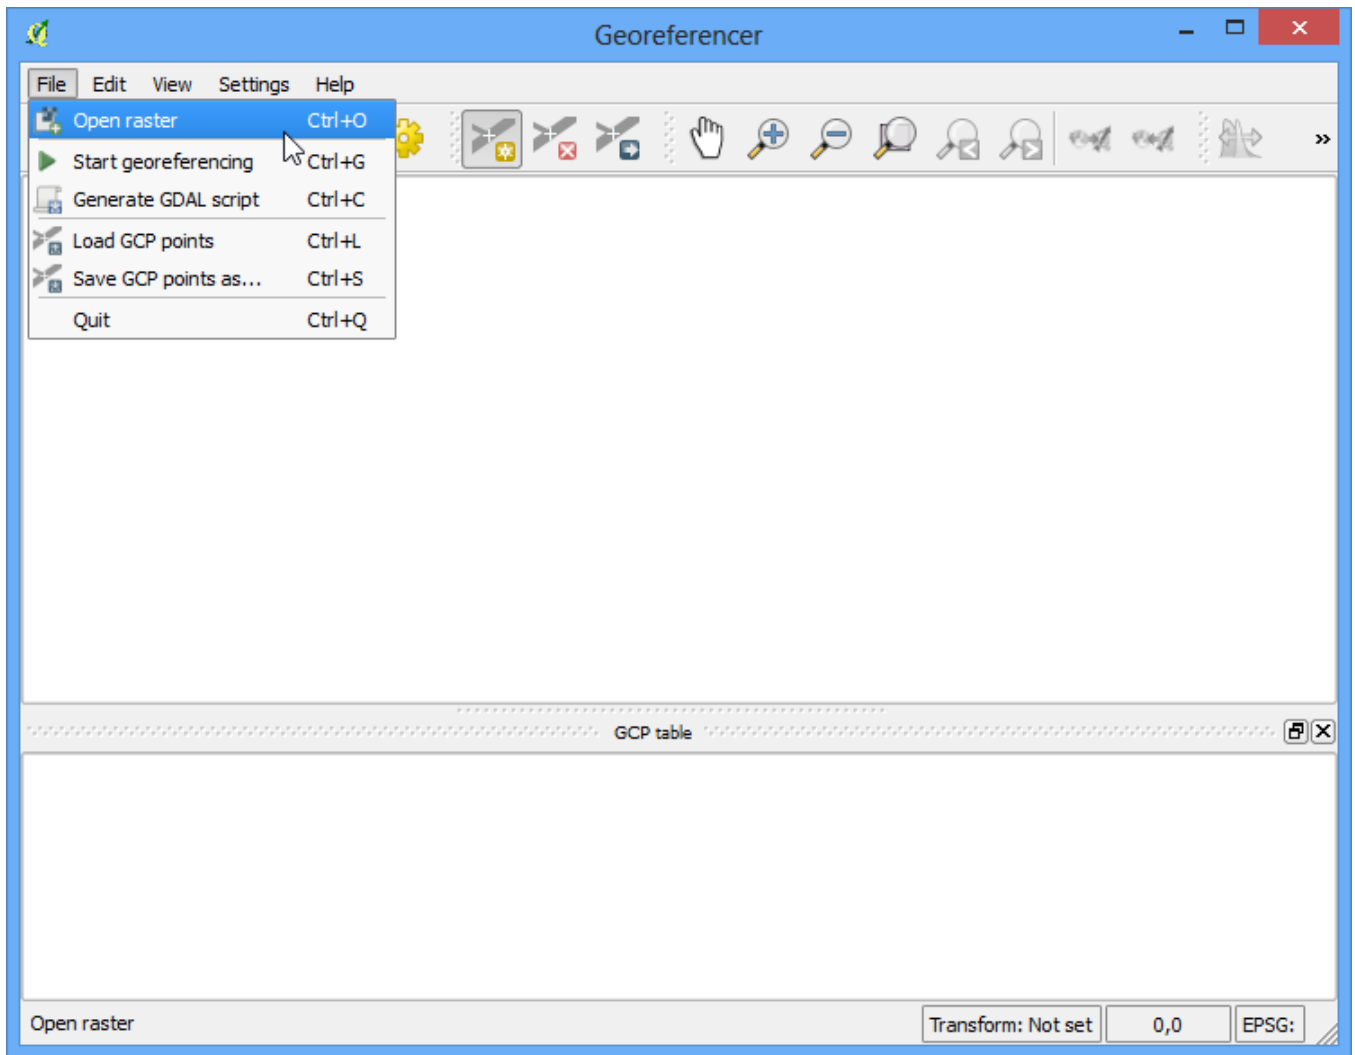 Georeferencer
File Edit View Settings Help
Open raster Ctrl+O
Start georeferencing Ctrl+G
Generate GDAL script Ctrl+C
Load GCP points Ctrl+L
Save GCP points as... Ctrl+S
Quit Ctrl+Q
GCP table
Open raster Transform: Not set 0,0 EPSG: